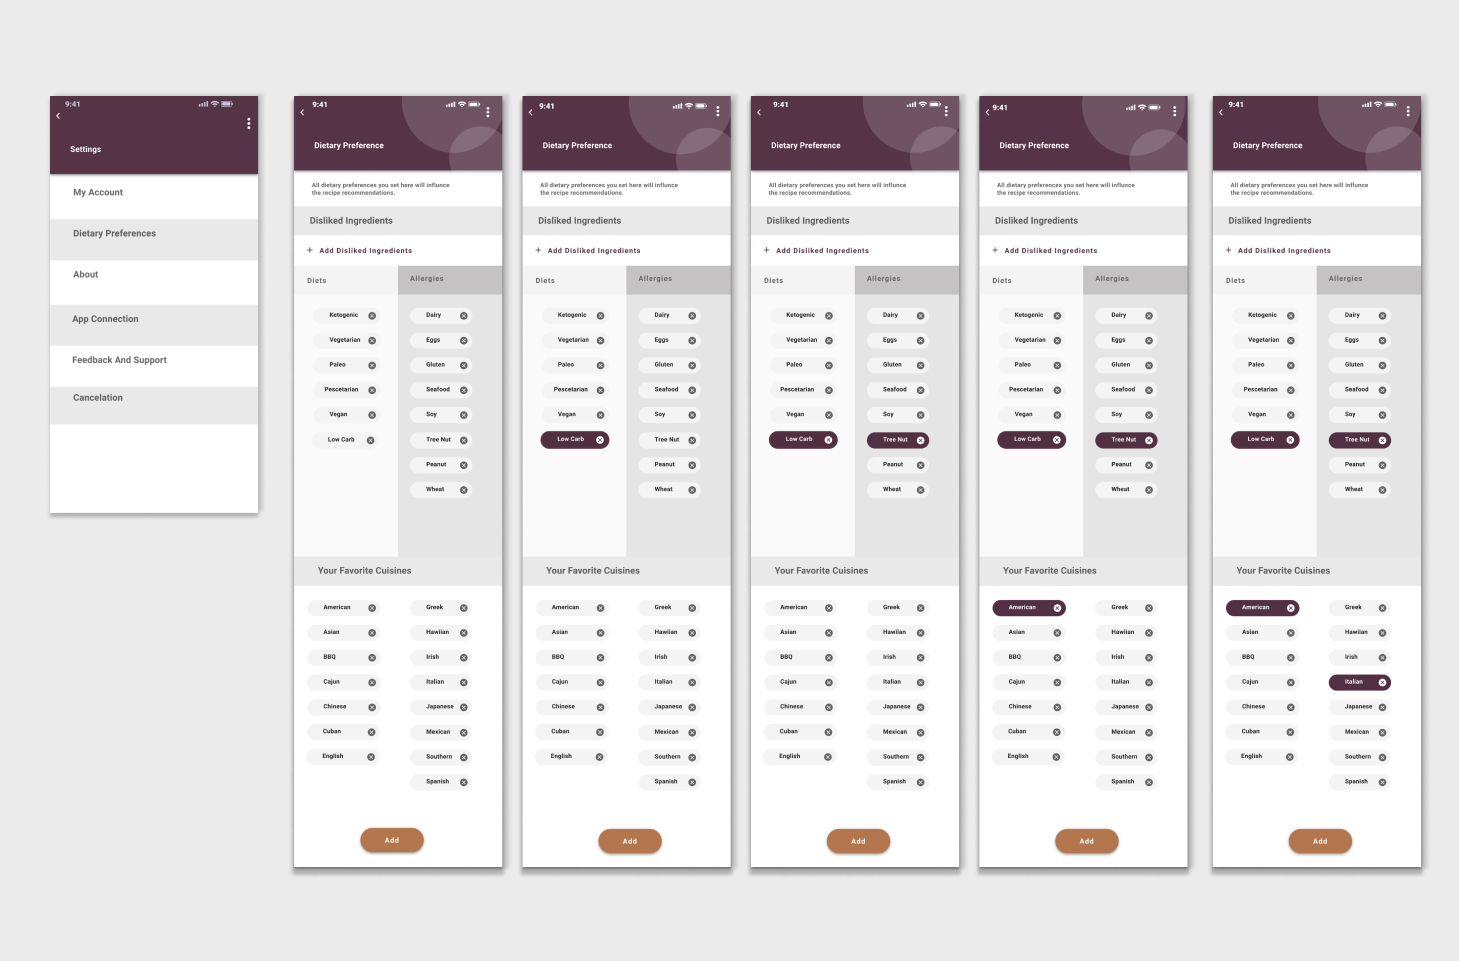 9:41
Settings
My Account
Dietary Preferences
About
App Connection
Feedback And Support
Cancelation
9:41
Dietary Preference
All dietary preferences you set here will influnce
the recipe recommendations.
Disliked Ingredients
+ Add Disliked Ingredients
Diets
Allergies
Ketogenic
Dairy
Vegetarian
Eggs
Paleo
Gluten
Pescetarian
Seafood
Vegan
Soy
Low Carb
Tree Nut
Peanut
Wheat
Your Favorite Cuisines
American
Greek
Asian
Hawiian
BBQ
Irish
Cajun
Italian
Chinese
Japanese
Cuban
Mexican
English
Southern
Spanish
Add
9:41
Dietary Preference
All dietary preferences you set here will influnce
the recipe recommendations.
Disliked Ingredients
+ Add Disliked Ingredients
Diets
Allergies
Ketogenic
Dairy
Vegetarian
Eggs
Paleo
Gluten
Pescetarian
Seafood
Vegan
Soy
Low Carb
Tree Nut
Peanut
Wheat
Your Favorite Cuisines
American
Greek
Asian
Hawiian
BBQ
Irish
Cajun
Italian
Chinese
Japanese
Cuban
Mexican
English
Southern
Spanish
Add
9:41
Dietary Preference
All dietary preferences you set here will influnce
the recipe recommendations.
Disliked Ingredients
+ Add Disliked Ingredients
Diets
Allergies
Ketogenic
Dairy
Vegetarian
Eggs
Paleo
Gluten
Pescetarian
Seafood
Vegan
Soy
Low Carb
Tree Nut
Peanut
Wheat
Your Favorite Cuisines
American
Greek
Asian
Hawiian
BBQ
Irish
Cajun
Italian
Chinese
Japanese
Cuban
Mexican
English
Southern
Spanish
Add
9:41
Dietary Preference
All dietary preferences you set here will influnce
the recipe recommendations.
Disliked Ingredients
+ Add Disliked Ingredients
Diets
Allergies
Ketogenic
Dairy
Vegetarian
Eggs
Paleo
Gluten
Pescetarian
Seafood
Vegan
Soy
Low Carb
Tree Nut
Peanut
Wheat
Your Favorite Cuisines
American
Greek
Asian
Hawiian
BBQ
Irish
Cajun
Italian
Chinese
Japanese
Cuban
Mexican
English
Southern
Spanish
Add
9:41
Dietary Preference
All dietary preferences you set here will influnce
the recipe recommendations.
Disliked Ingredients
+ Add Disliked Ingredients
Diets
Allergies
Ketogenic
Dairy
Vegetarian
Eggs
Paleo
Gluten
Pescetarian
Seafood
Vegan
Soy
Low Carb
Tree Nut
Peanut
Wheat
Your Favorite Cuisines
American
Greek
Asian
Hawiian
BBQ
Irish
Cajun
Italian
Chinese
Japanese
Cuban
Mexican
English
Southern
Spanish
Add